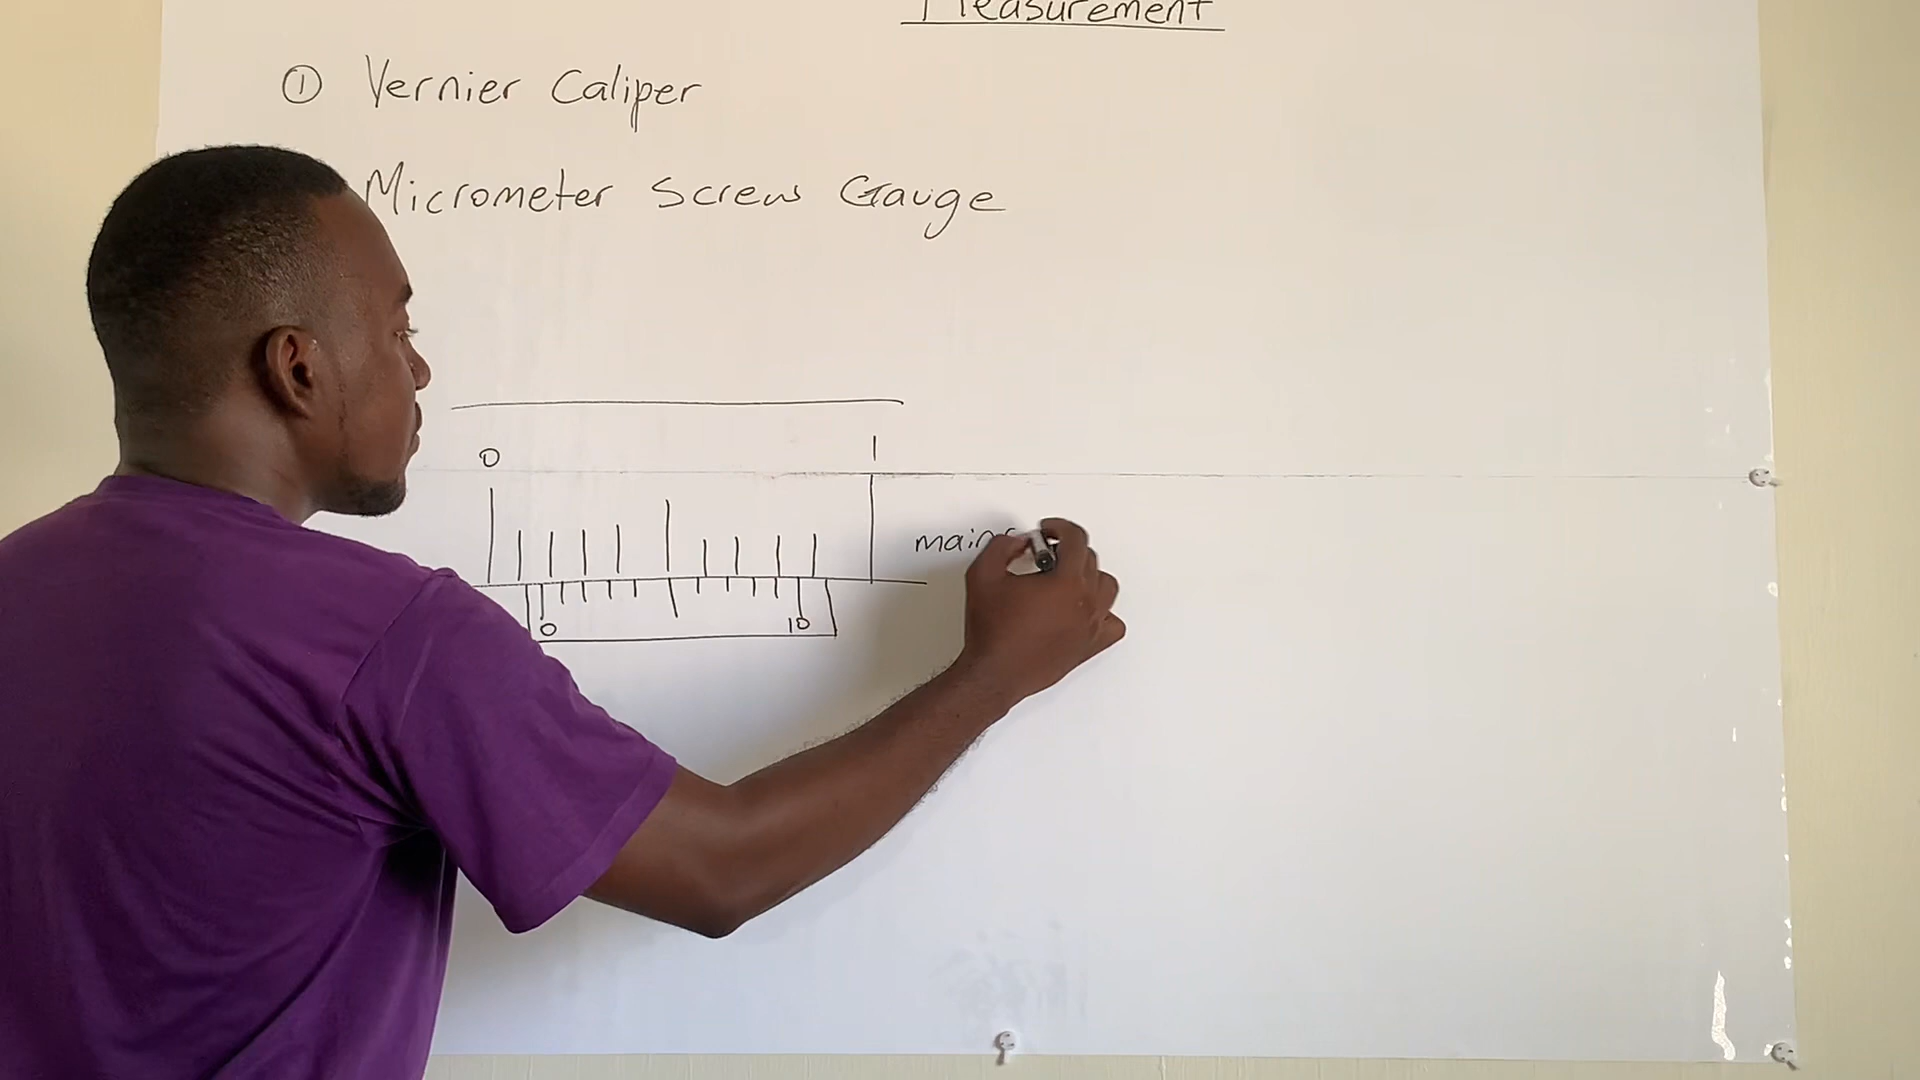 Measurement
① Vernier Caliper
Micrometer Screw Gauge
0 1
main
0 10